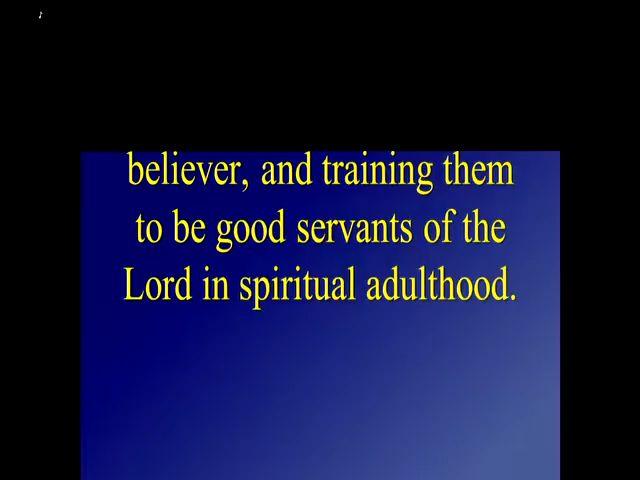 ♪
believer, and training them
to be good servants of the
Lord in spiritual adulthood.